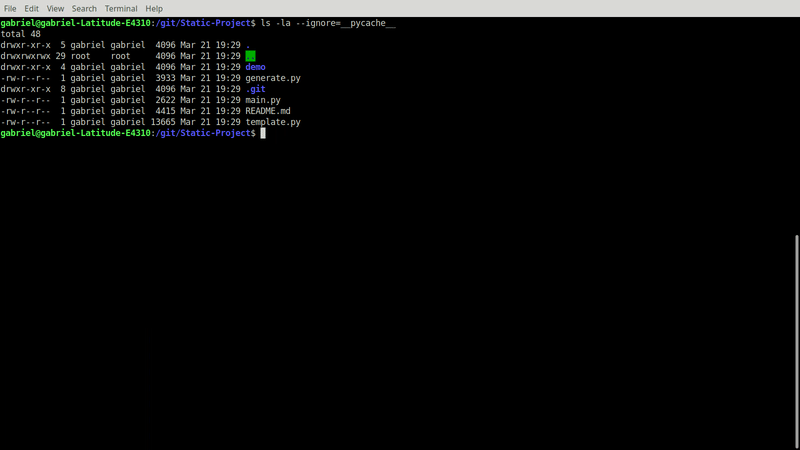 File Edit View Search Terminal Help
gabriel@gabriel-Latitude-E4310:/git/Static-Project$ ls -la --ignore=__pycache__
total 48
drwxr-xr-x  5 gabriel gabriel  4096 Mar 21 19:29 .
drwxrwxrwx 29 root    root     4096 Mar 21 19:29 ..
drwxr-xr-x  4 gabriel gabriel  4096 Mar 21 19:29 demo
-rw-r--r--  1 gabriel gabriel  3933 Mar 21 19:29 generate.py
drwxr-xr-x  8 gabriel gabriel  4096 Mar 21 19:29 .git
-rw-r--r--  1 gabriel gabriel  2622 Mar 21 19:29 main.py
-rw-r--r--  1 gabriel gabriel  4415 Mar 21 19:29 README.md
-rw-r--r--  1 gabriel gabriel 13665 Mar 21 19:29 template.py
gabriel@gabriel-Latitude-E4310:/git/Static-Project$